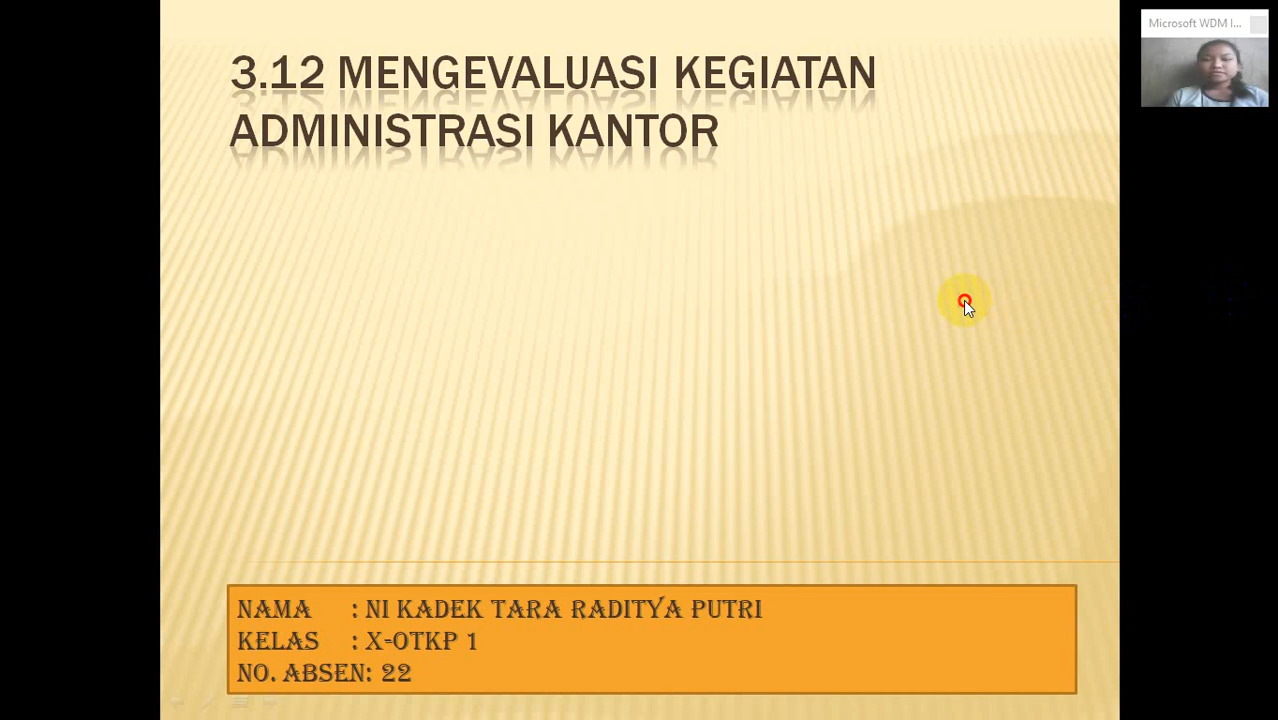 3.12 MENGEVALUASI KEGIATAN
ADMINISTRASI KANTOR
Microsoft WDM I...
NAMA : NI KADEK TARA RADITYA PUTRI
KELAS : X-OTKP 1
NO. ABSEN: 22